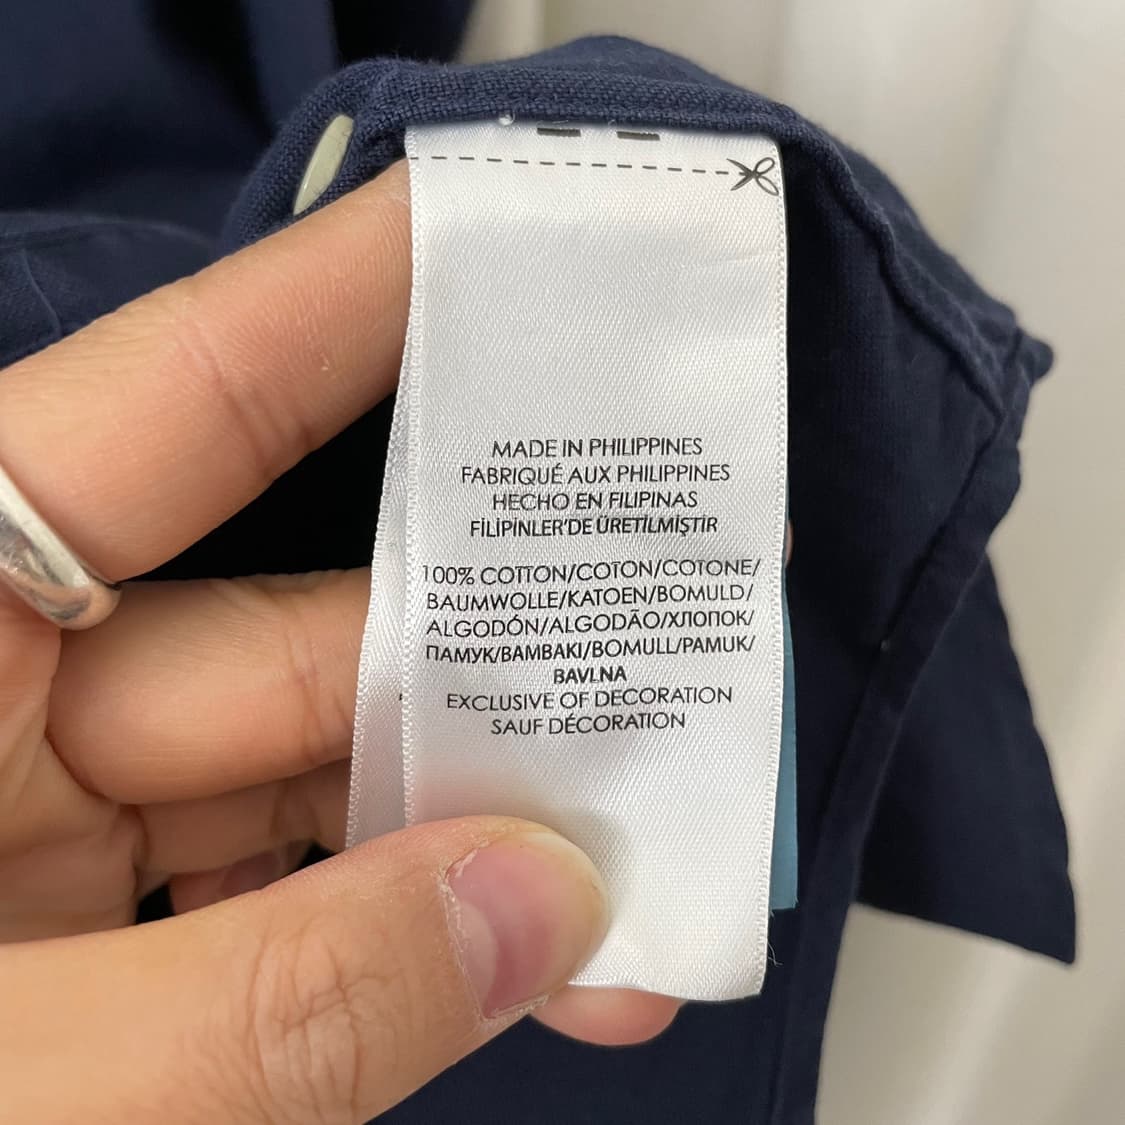 MADE IN PHILIPPINES
FABRIQUÉ AUX PHILIPPINES
HECHO EN FILIPINAS
FİLİPİNLER'DE ÜRETİLMİŞTİR
100% COTTON/COTON/COTONE/
BAUMWOLLE/KATOEN/BOMULD/
ALGODÓN/ALGODÃO/ХЛОПОК/
ПАМУК/BAMBAKI/BOMULL/PAMUK/
BAVLNA
EXCLUSIVE OF DECORATION
SAUF DÉCORATION